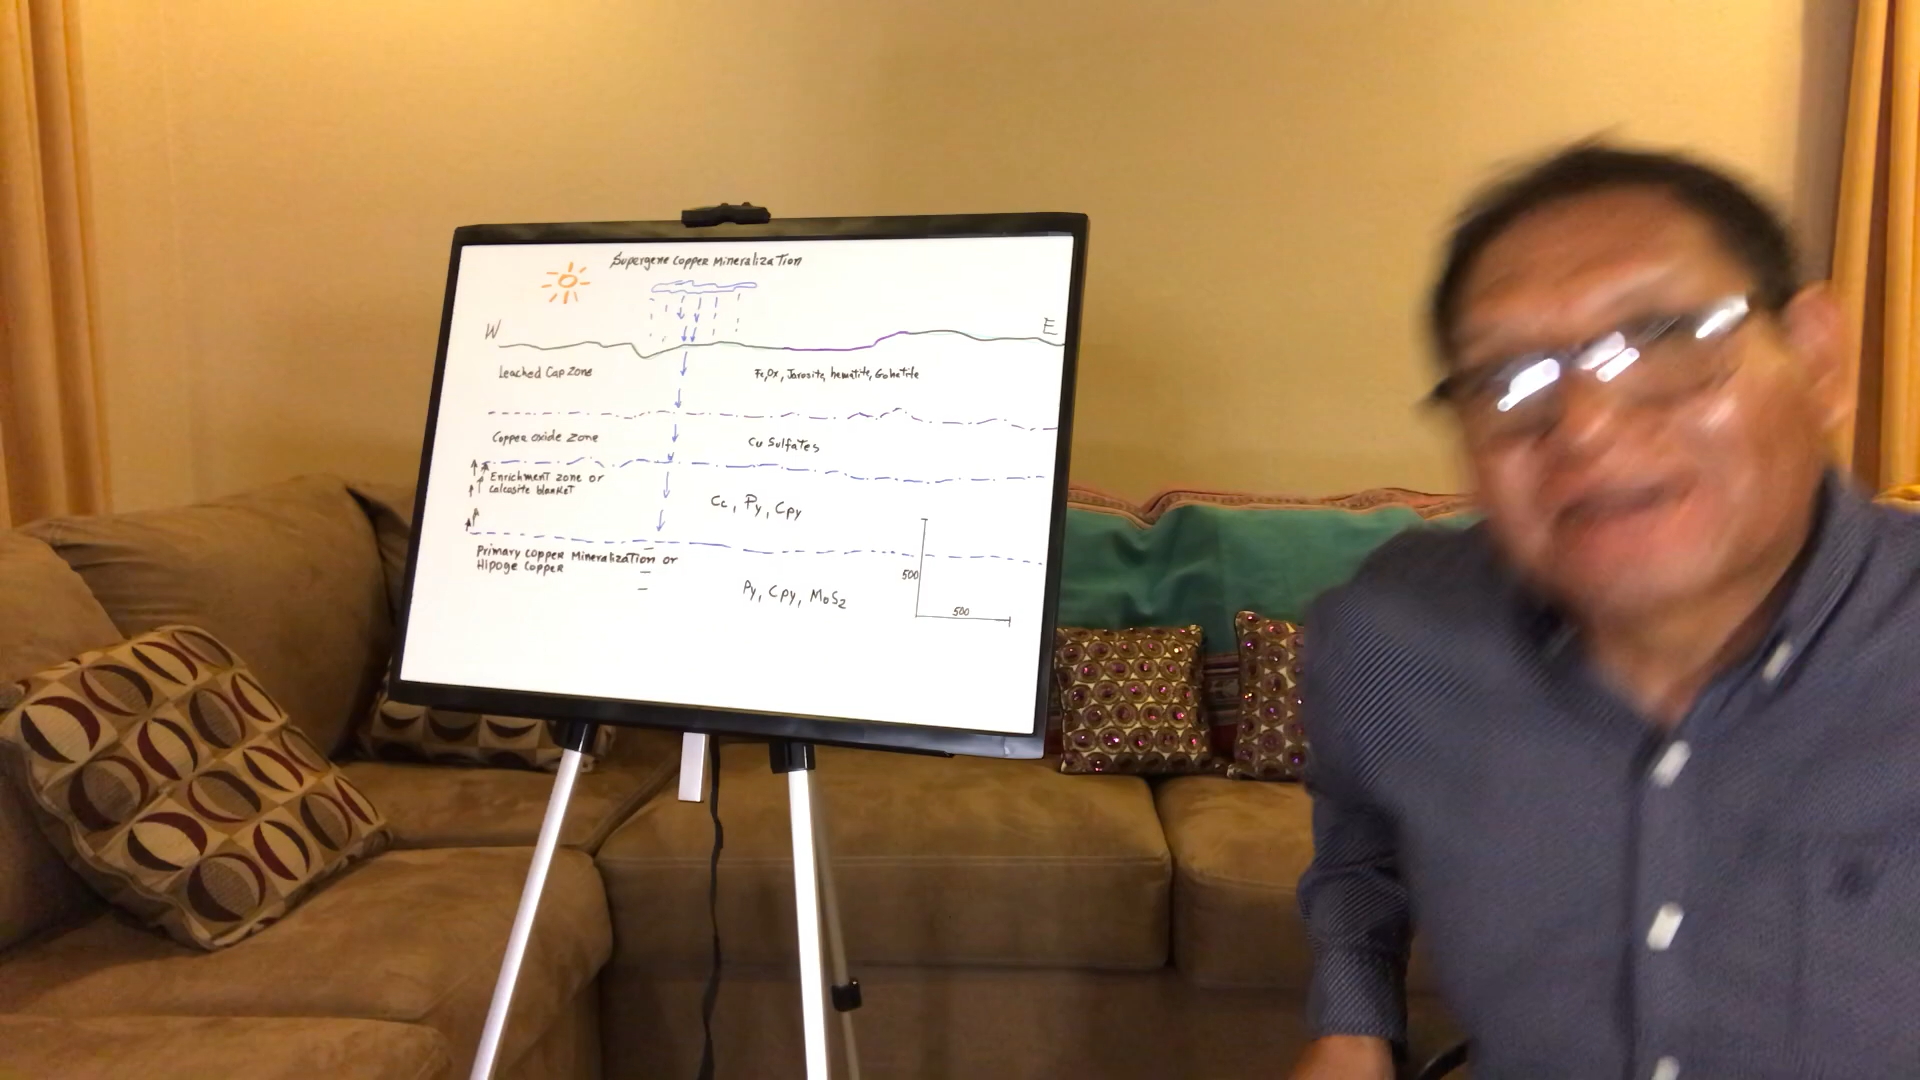 Supergene Copper Mineralization
W
E
Leached Cap Zone
Fe,Ox, Jarosite, hematite, Gohetite
Copper oxide zone
Cu Sulfates
Enrichment zone or
Calcosite blanket
Cc, Py, Cpy
Primary copper Mineralization or
Hipoge Copper
Py, Cpy, MoS2
500
500